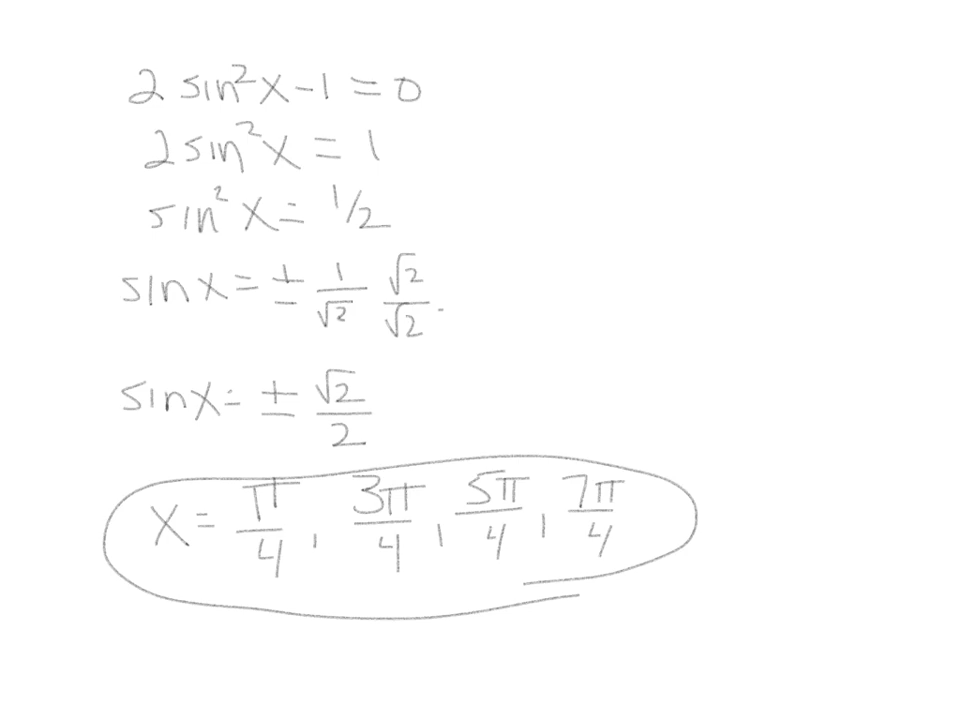 2 sin²x - 1 = 0
2 sin²x = 1
sin²x = 1/2
sin x = ± 1/√2 √2/√2.
sin x = ± √2/2
x = π/4, 3π/4, 5π/4, 7π/4